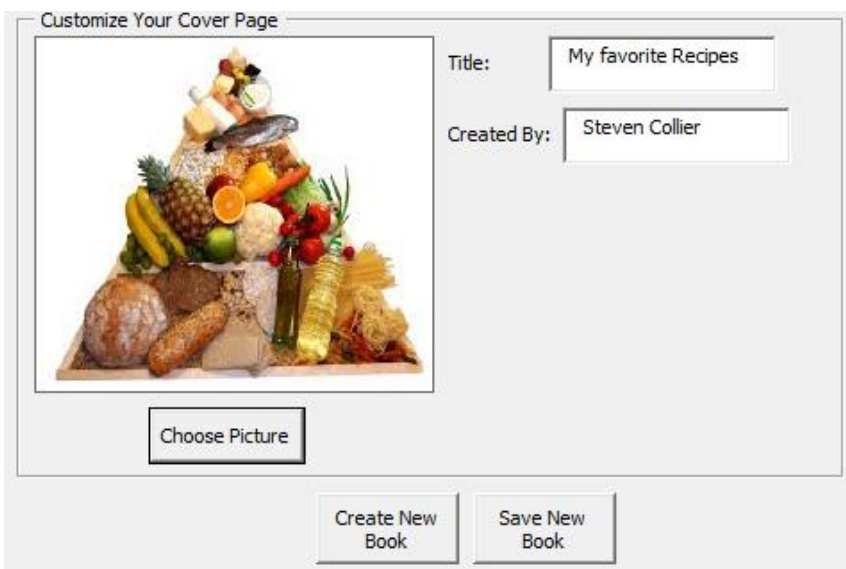 Customize Your Cover Page
Title: My favorite Recipes
Created By: Steven Collier
Choose Picture
Create New
Book
Save New
Book